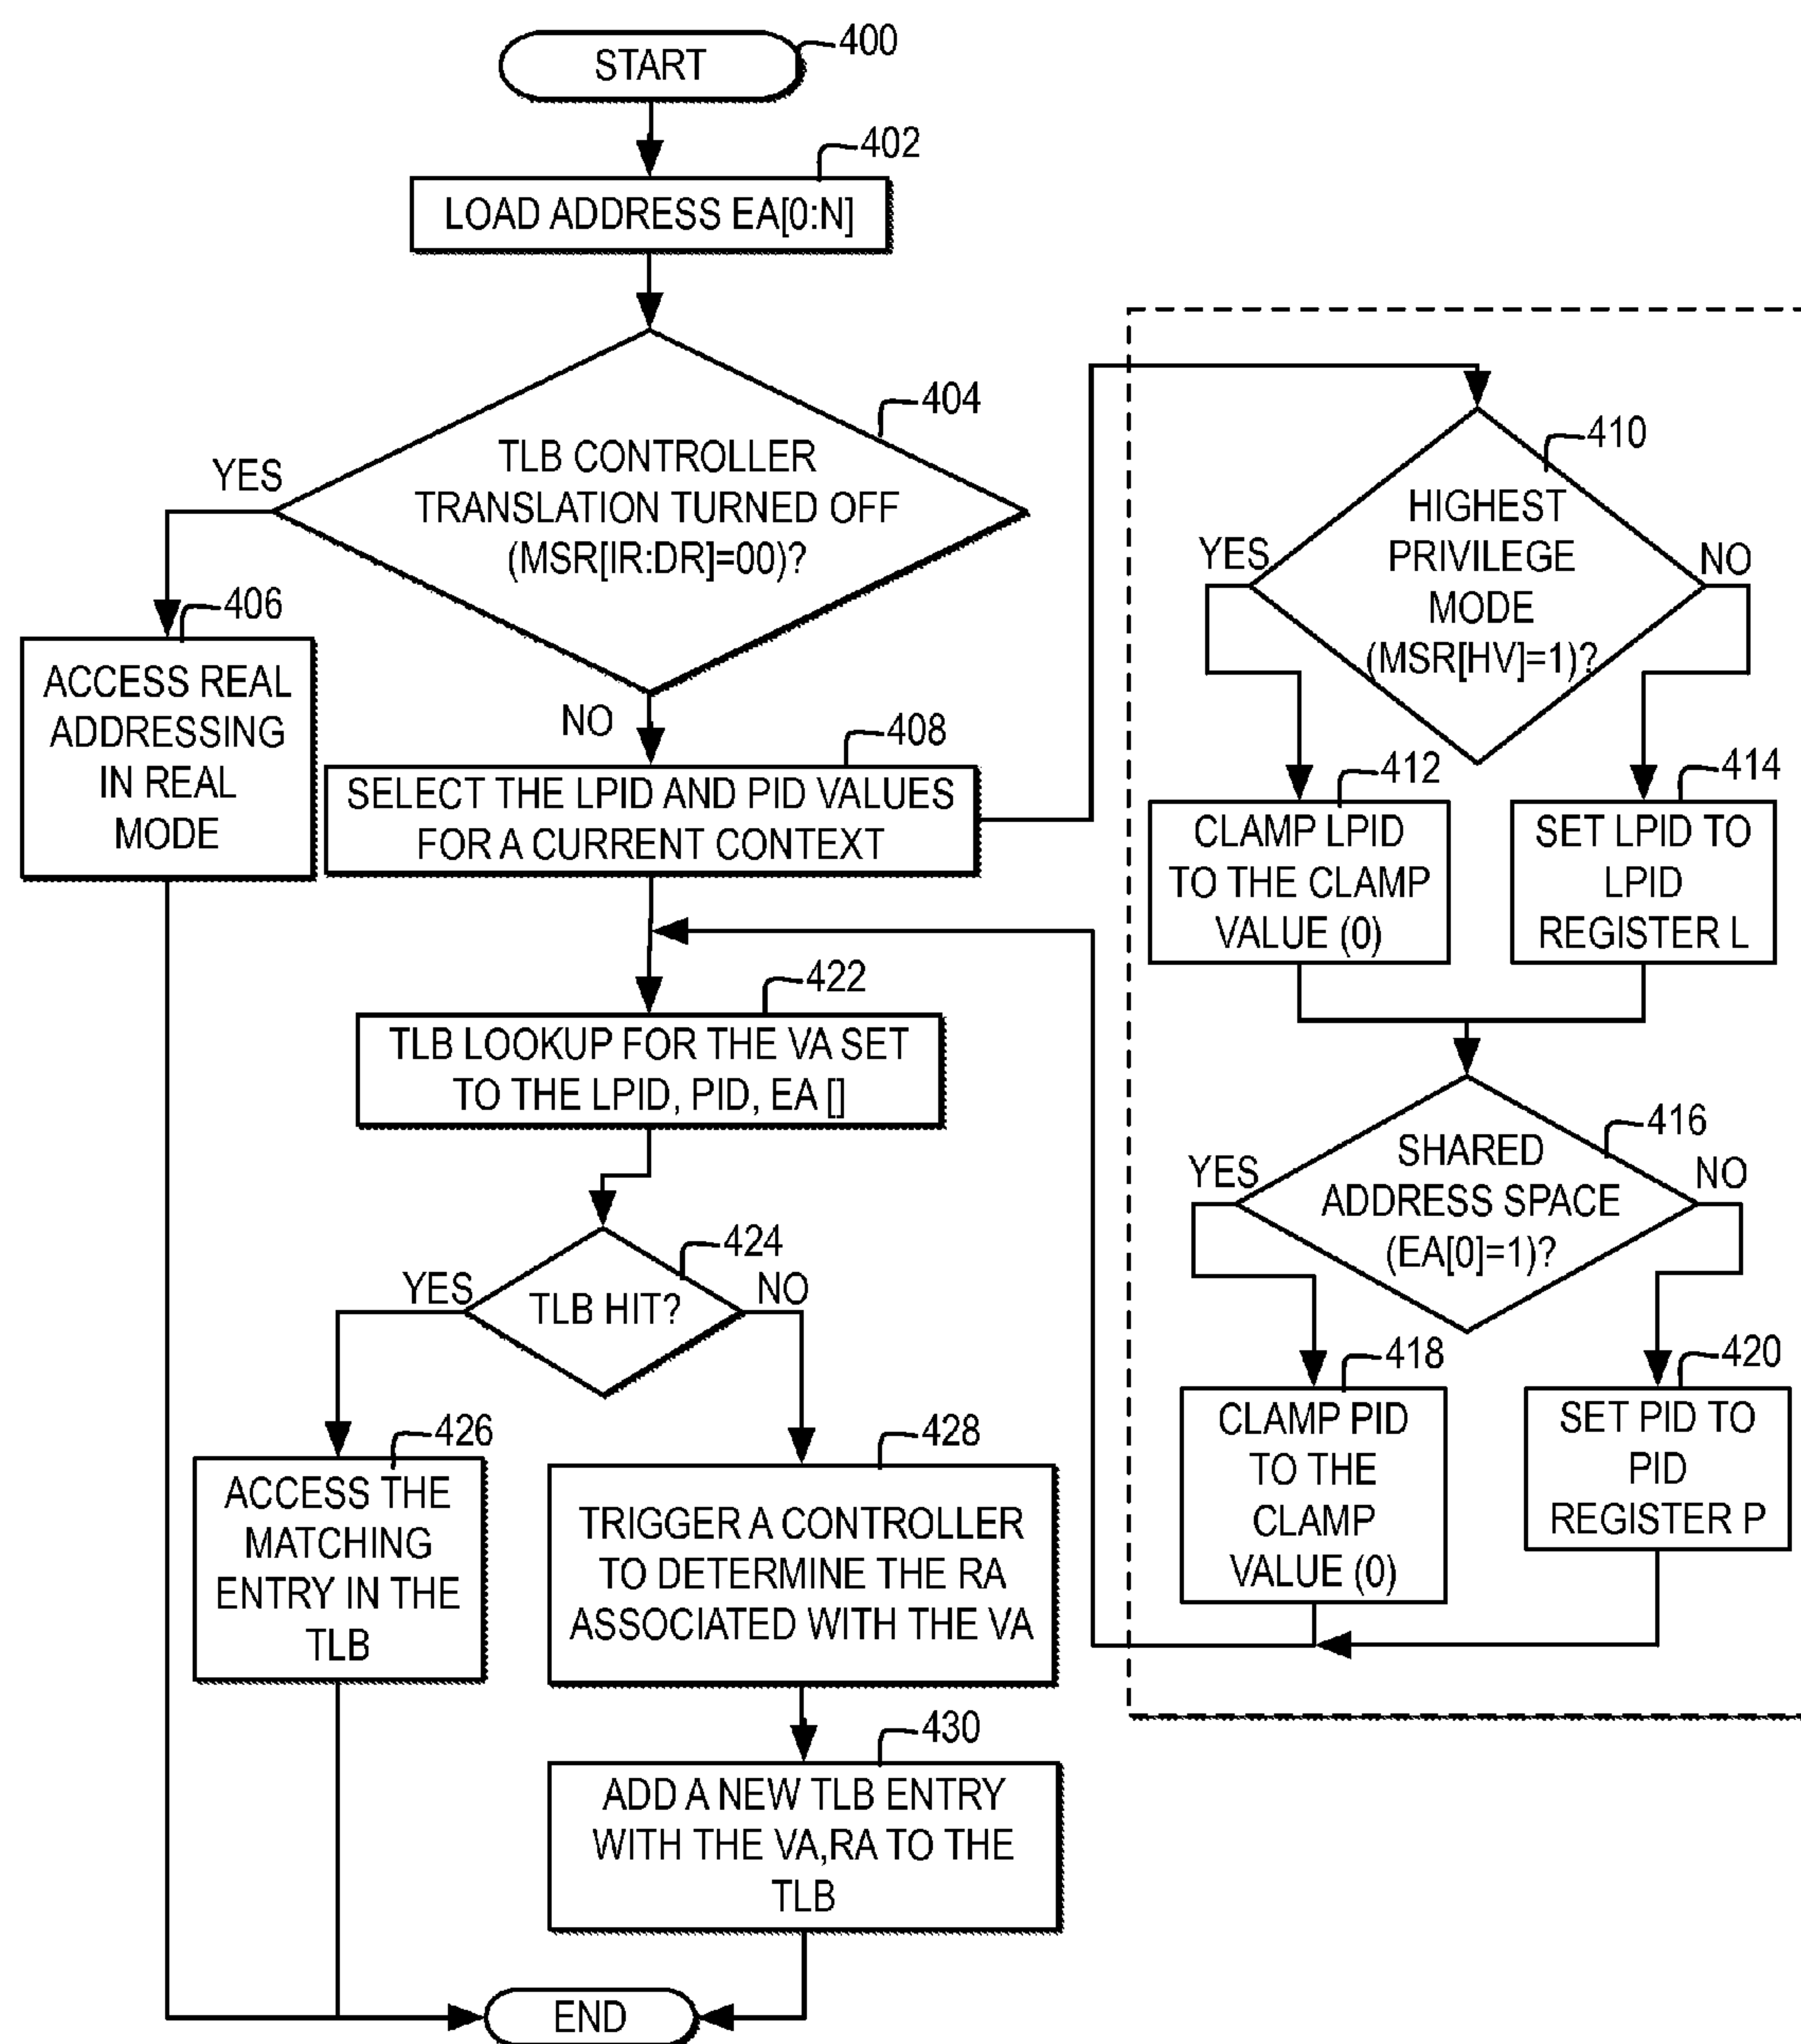 400
START
402
LOAD ADDRESS EA[0:N]
404
TLB CONTROLLER
TRANSLATION TURNED OFF
(MSR[IR:DR]=00)?
YES
NO
406
ACCESS REAL
ADDRESSING
IN REAL
MODE
408
SELECT THE LPID AND PID VALUES
FOR A CURRENT CONTEXT
410
HIGHEST
PRIVILEGE
MODE
(MSR[HV]=1)?
YES
NO
412
CLAMP LPID
TO THE CLAMP
VALUE (0)
414
SET LPID TO
LPID
REGISTER L
416
SHARED
ADDRESS SPACE
(EA[0]=1)?
YES
NO
418
CLAMP PID
TO THE
CLAMP
VALUE (0)
420
SET PID TO
PID
REGISTER P
422
TLB LOOKUP FOR THE VA SET
TO THE LPID, PID, EA []
424
TLB HIT?
YES
NO
426
ACCESS THE
MATCHING
ENTRY IN THE
TLB
428
TRIGGER A CONTROLLER
TO DETERMINE THE RA
ASSOCIATED WITH THE VA
430
ADD A NEW TLB ENTRY
WITH THE VA,RA TO THE
TLB
END